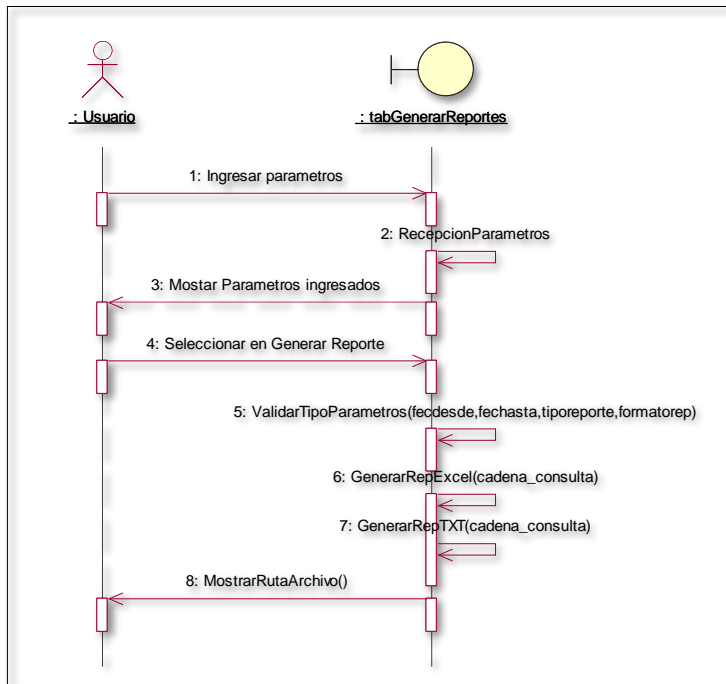 : Usuario
: tabGenerarReportes
1: Ingresar parametros
2: RecepcionParametros
3: Mostar Parametros ingresados
4: Seleccionar en Generar Reporte
5: ValidarTipoParametros(fecdesde,fechasta,tiporeporte,formatorep)
6: GenerarRepExcel(cadena_consulta)
7: GenerarRepTXT(cadena_consulta)
8: MostrarRutaArchivo()